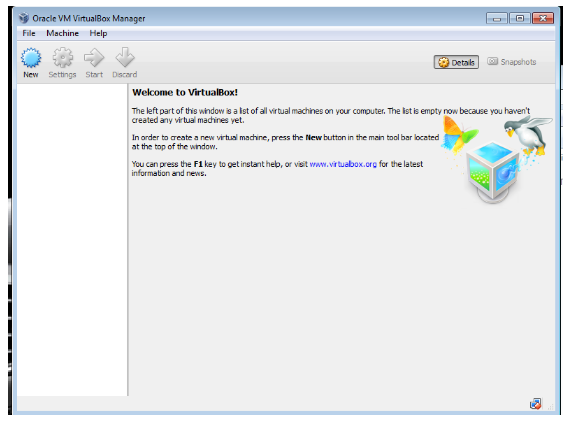 Oracle VM VirtualBox Manager
File Machine Help
New Settings Start Discard
Details Snapshots
Welcome to VirtualBox!
The left part of this window is a list of all virtual machines on your computer. The list is empty now because you haven't
created any virtual machines yet.
In order to create a new virtual machine, press the New button in the main tool bar located
at the top of the window.
You can press the F1 key to get instant help, or visit www.virtualbox.org for the latest
information and news.